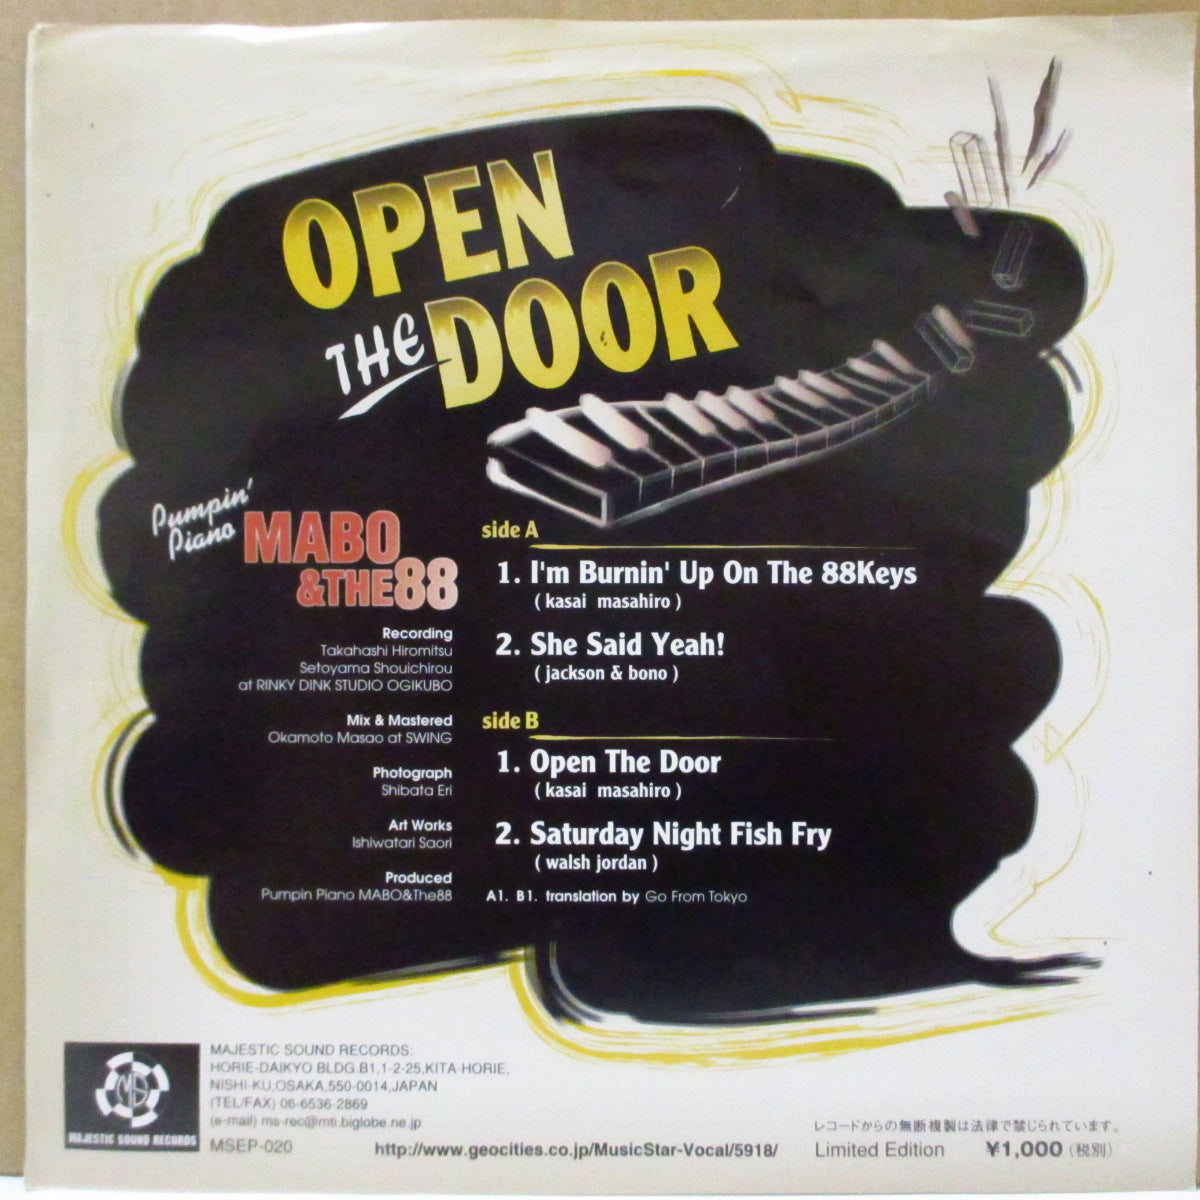 OPEN
THE DOOR
Pumpin'
Piano
MABO
&THE88
Recording
Takahashi Hiromitsu
Setoyama Shouichirou
at RINKY DINK STUDIO OGIKUBO
Mix & Mastered
Okamoto Masao at SWING
Photograph
Shibata Eri
Art Works
Ishiwatari Saori
Produced
Pumpin Piano MABO&The88
side A
1. I'm Burnin' Up On The 88Keys
( kasai masahiro )
2. She Said Yeah!
( jackson & bono )
side B
1. Open The Door
( kasai masahiro )
2. Saturday Night Fish Fry
( walsh jordan )
A1. B1. translation by Go From Tokyo
MS
MAJESTIC SOUND RECORDS
MAJESTIC SOUND RECORDS:
HORIE-DAIKYO BLDG.B1,1-2-25,KITA-HORIE,
NISHI-KU,OSAKA,550-0014,JAPAN
(TEL/FAX) 06-6536-2869
(e-mail) ms-rec@mti.biglobe.ne.jp
MSEP-020
http://www.geocities.co.jp/MusicStar-Vocal/5918/
レコードからの無断複製は法律で禁じられています。
Limited Edition ¥1,000 (税別)